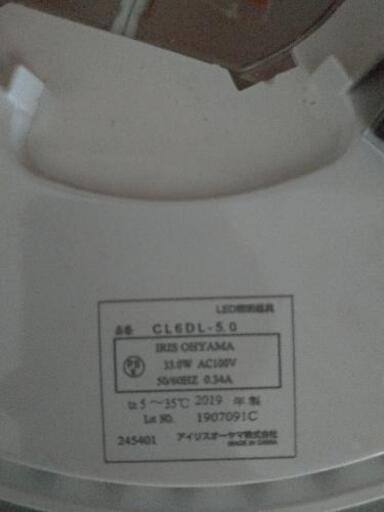 LED照明器具
品番 CL6DL-5.0
IRIS OHYAMA
33.0W AC100V
50/60HZ 0.34A
ta 5~35℃ 2019 年 製
Lot NO. 1907091C
245401 アイリスオーヤマ株式会社
MADE IN CHINA